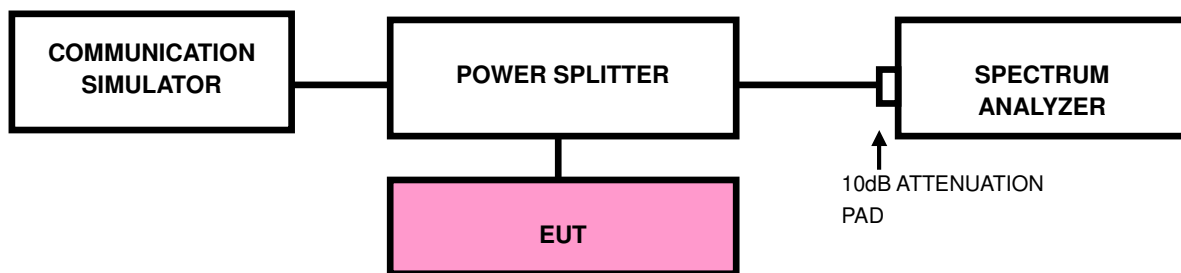 COMMUNICATION
SIMULATOR
POWER SPLITTER
SPECTRUM
ANALYZER
10dB ATTENUATION
PAD
EUT